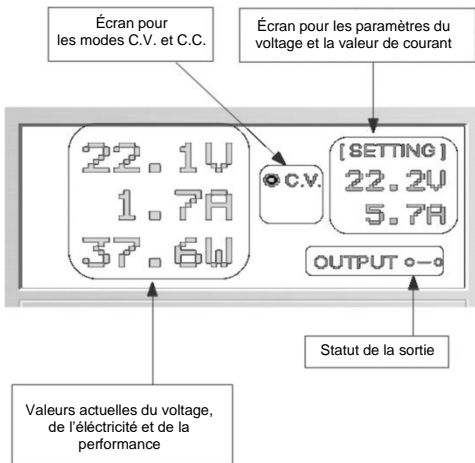 Écran pour
les modes C.V. et C.C.
Écran pour les paramètres du
voltage et la valeur de courant
22.1V
1.7A
37.6W
C.V.
[SETTING]
22.2V
5.7A
OUTPUT
Statut de la sortie
Valeurs actuelles du voltage,
de l'éléctricité et de la
performance